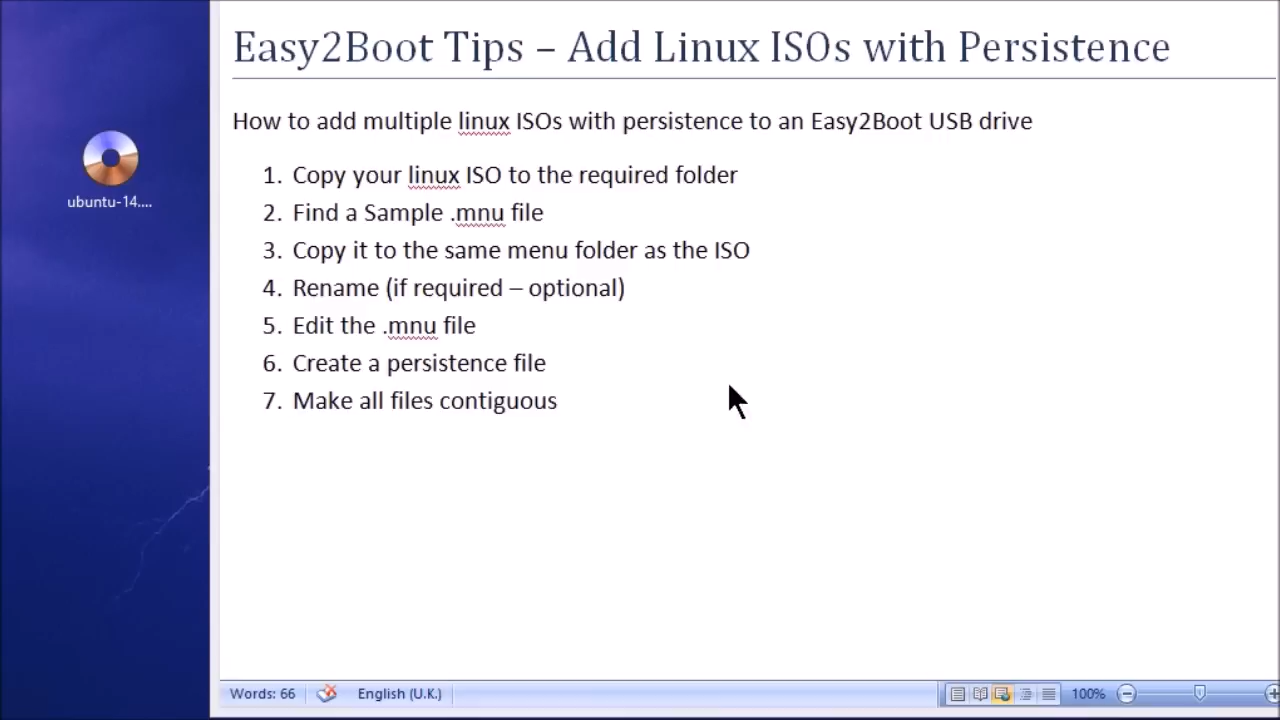 Easy2Boot Tips – Add Linux ISOs with Persistence
How to add multiple linux ISOs with persistence to an Easy2Boot USB drive
1. Copy your linux ISO to the required folder
2. Find a Sample .mnu file
3. Copy it to the same menu folder as the ISO
4. Rename (if required – optional)
5. Edit the .mnu file
6. Create a persistence file
7. Make all files contiguous
ubuntu-14....
Words: 66
English (U.K.)
100%